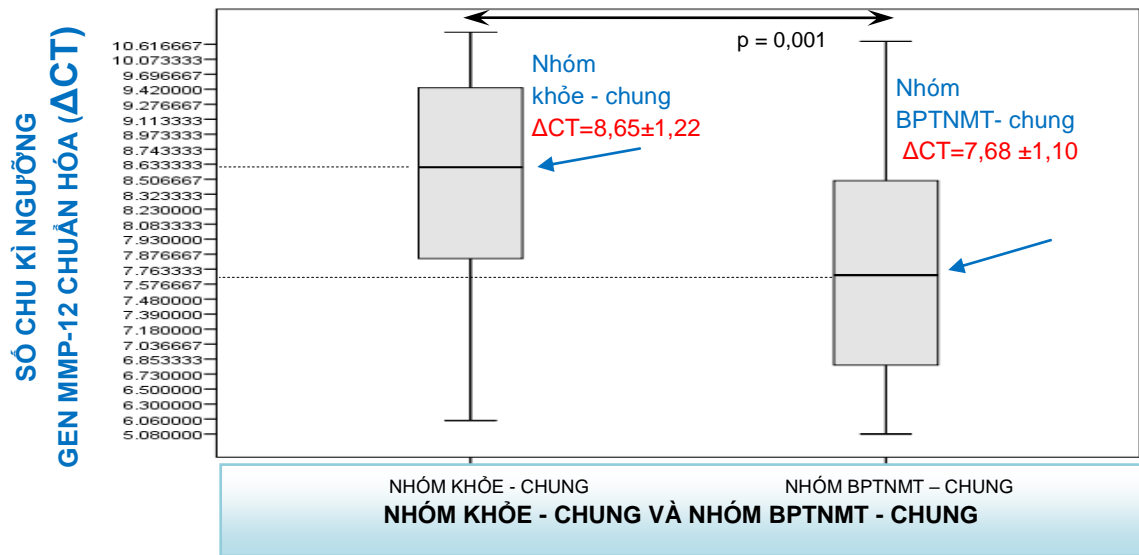 SỐ CHU KÌ NGƯỠNG
GEN MMP-12 CHUẨN HÓA (ΔCT)
10.616667
10.073333
9.696667
9.420000
9.276667
9.113333
8.973333
8.743333
8.633333
8.506667
8.323333
8.230000
8.083333
7.930000
7.876667
7.763333
7.576667
7.480000
7.390000
7.180000
7.036667
6.853333
6.730000
6.500000
6.300000
6.060000
5.080000
p = 0,001
Nhóm
khỏe - chung
ΔCT=8,65±1,22
Nhóm
BPTNMT- chung
ΔCT=7,68 ±1,10
NHÓM KHỎE - CHUNG
NHÓM BPTNMT – CHUNG
NHÓM KHỎE - CHUNG VÀ NHÓM BPTNMT - CHUNG